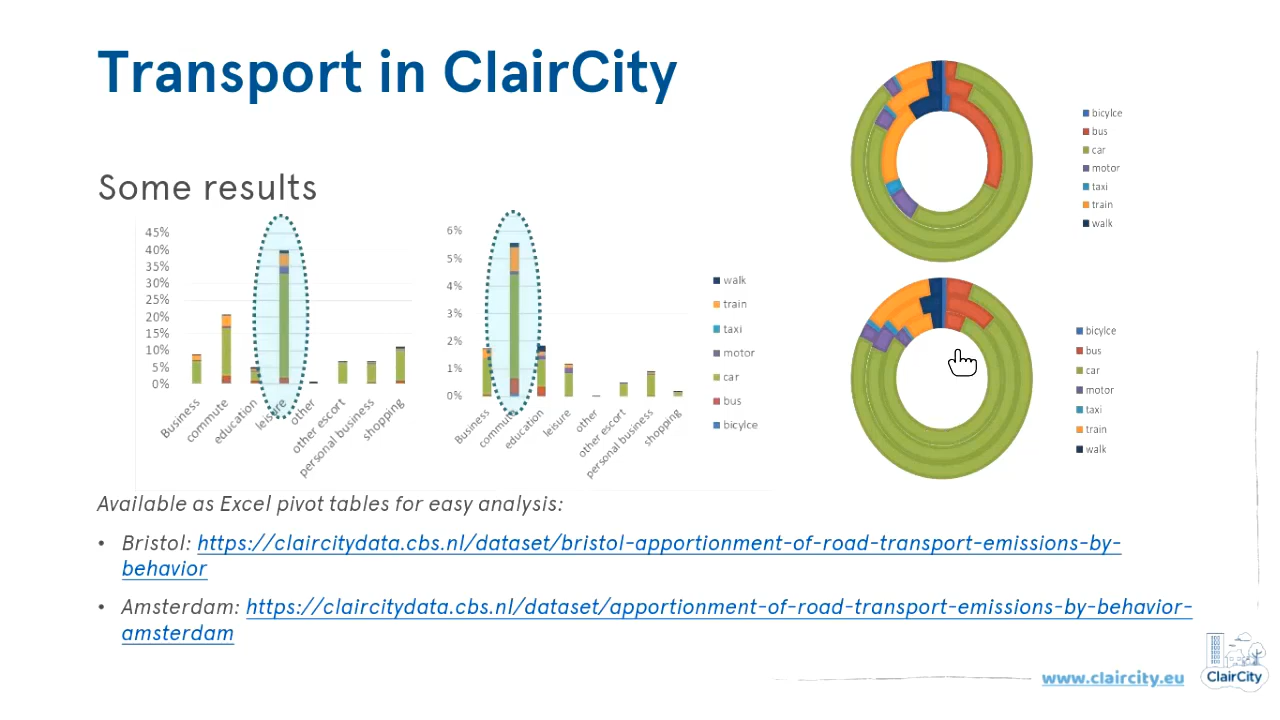 Transport in ClairCity
Some results
45%
40%
35%
30%
25%
20%
15%
10%
5%
0%
Business
commute
education
leisure
other
other escort
personal business
shopping
6%
5%
4%
3%
2%
1%
0%
Business
commute
education
leisure
other
other escort
personal business
shopping
walk
train
taxi
motor
car
bus
bicylce
bicylce
bus
car
motor
taxi
train
walk
bicylce
bus
car
motor
taxi
train
walk
Available as Excel pivot tables for easy analysis:
• Bristol: https://claircitydata.cbs.nl/dataset/bristol-apportionment-of-road-transport-emissions-by-
behavior
• Amsterdam: https://claircitydata.cbs.nl/dataset/apportionment-of-road-transport-emissions-by-behavior-
amsterdam
www.claircity.eu
ClairCity